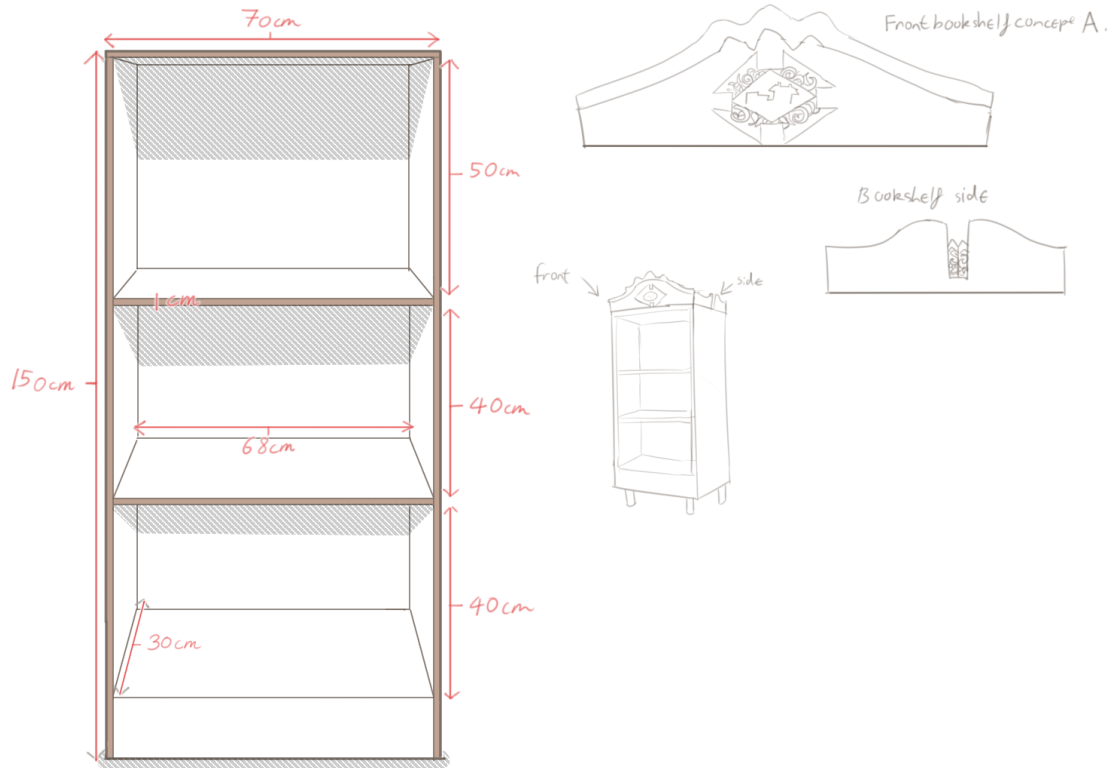 70cm
Front bookshelf concept A.
50cm
Bookshelf side
front
side
1cm
150cm
40cm
68cm
40cm
30cm